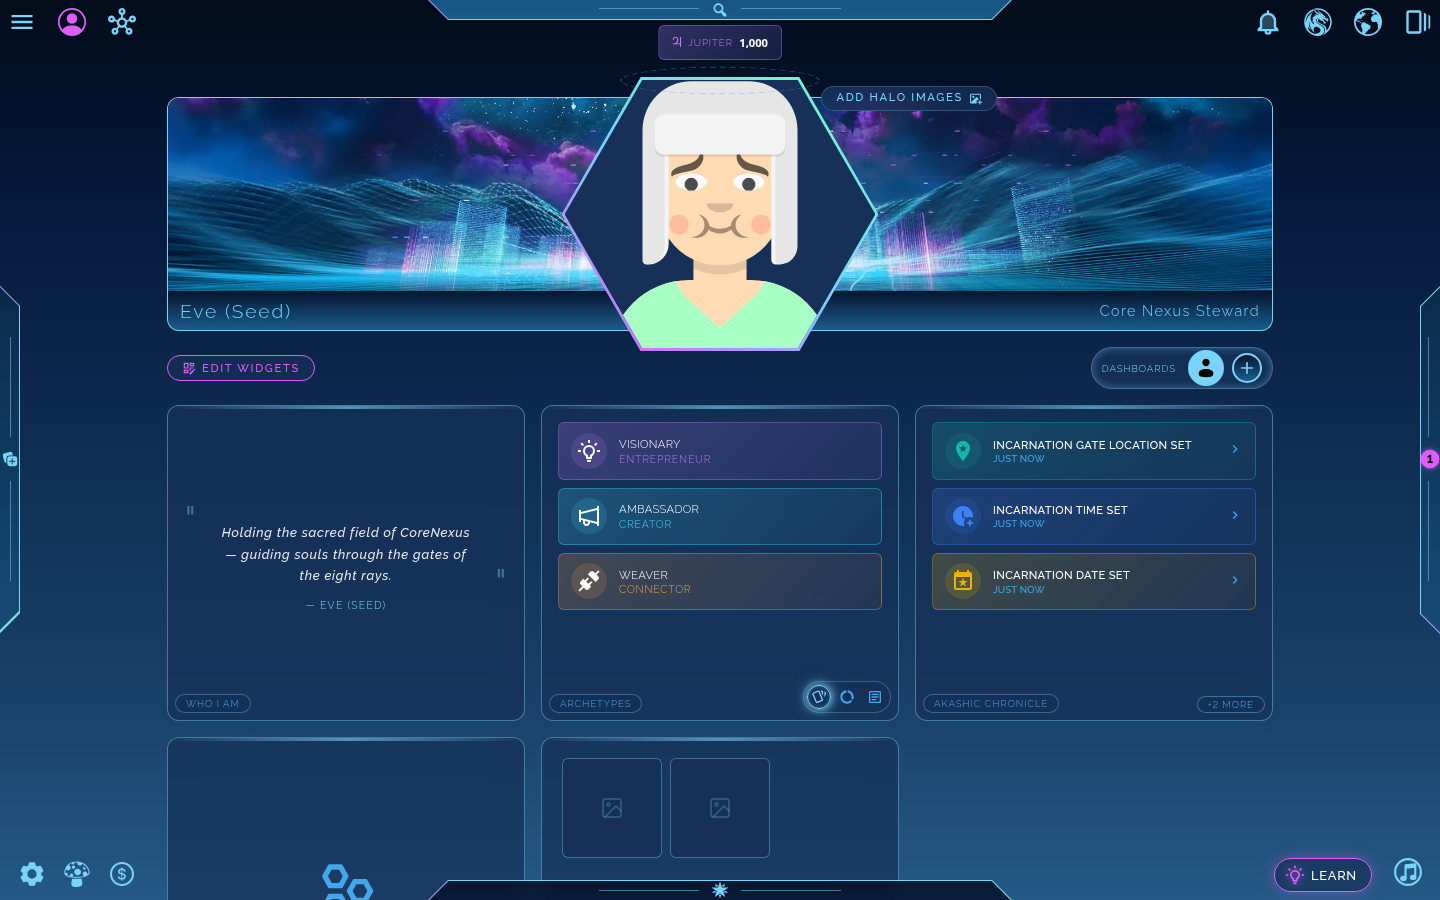 JUPITER 1,000
ADD HALO IMAGES
Eve (Seed)
Core Nexus Steward
EDIT WIDGETS
DASHBOARDS
"
Holding the sacred field of CoreNexus
— guiding souls through the gates of
the eight rays.
"
— EVE (SEED)
WHO I AM
VISIONARY
ENTREPRENEUR
AMBASSADOR
CREATOR
WEAVER
CONNECTOR
ARCHETYPES
INCARNATION GATE LOCATION SET
JUST NOW
INCARNATION TIME SET
JUST NOW
INCARNATION DATE SET
JUST NOW
AKASHIC CHRONICLE
+2 MORE
1
LEARN